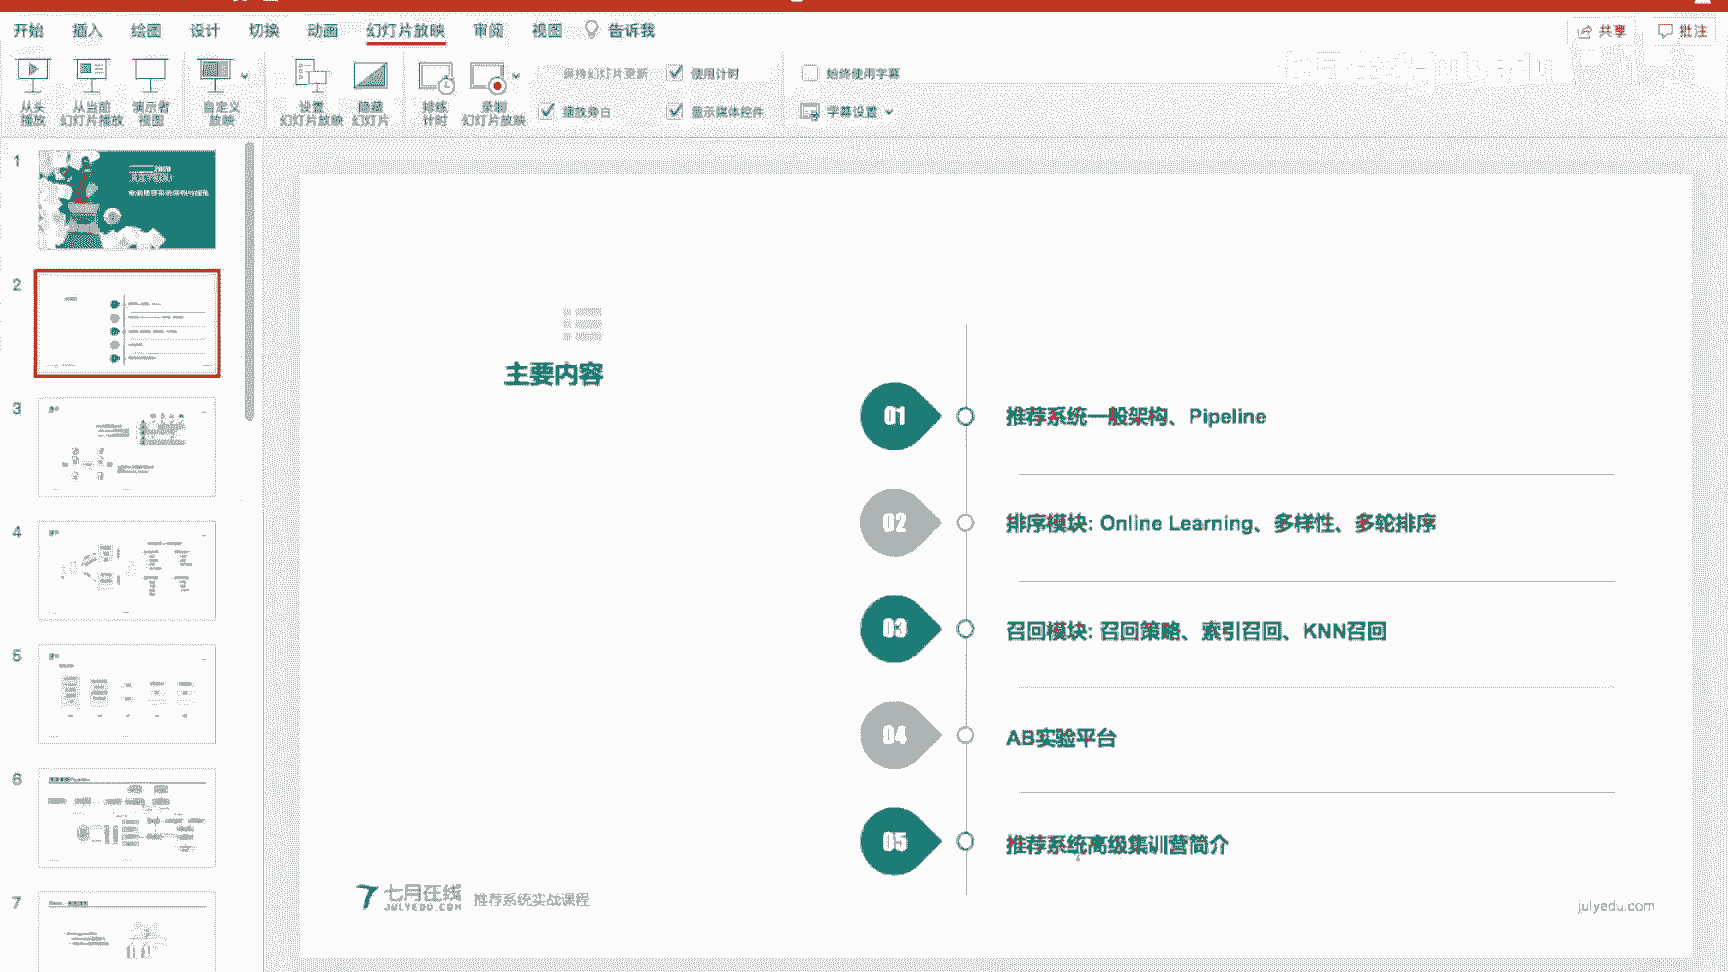 开始 插入 绘图 设计 切换 动画 幻灯片放映 审阅 视图 告诉我 共享 批注
从头播放 从当前幻灯片播放 演示者视图 自定义放映 设置幻灯片放映 隐藏幻灯片 排练计时 录制幻灯片放映
保持幻灯片更新 使用计时 始终使用字幕
播放旁白 显示媒体控件 字幕设置
1
2
3
4
5
6
7
主要内容
01 推荐系统一般架构、Pipeline
02 排序模块: Online Learning、多样性、多轮排序
03 召回模块: 召回策略、索引召回、KNN召回
04 AB实验平台
05 推荐系统高级集训营简介
七月在线
JULYEDU.COM
推荐系统实战课程
julyedu.com